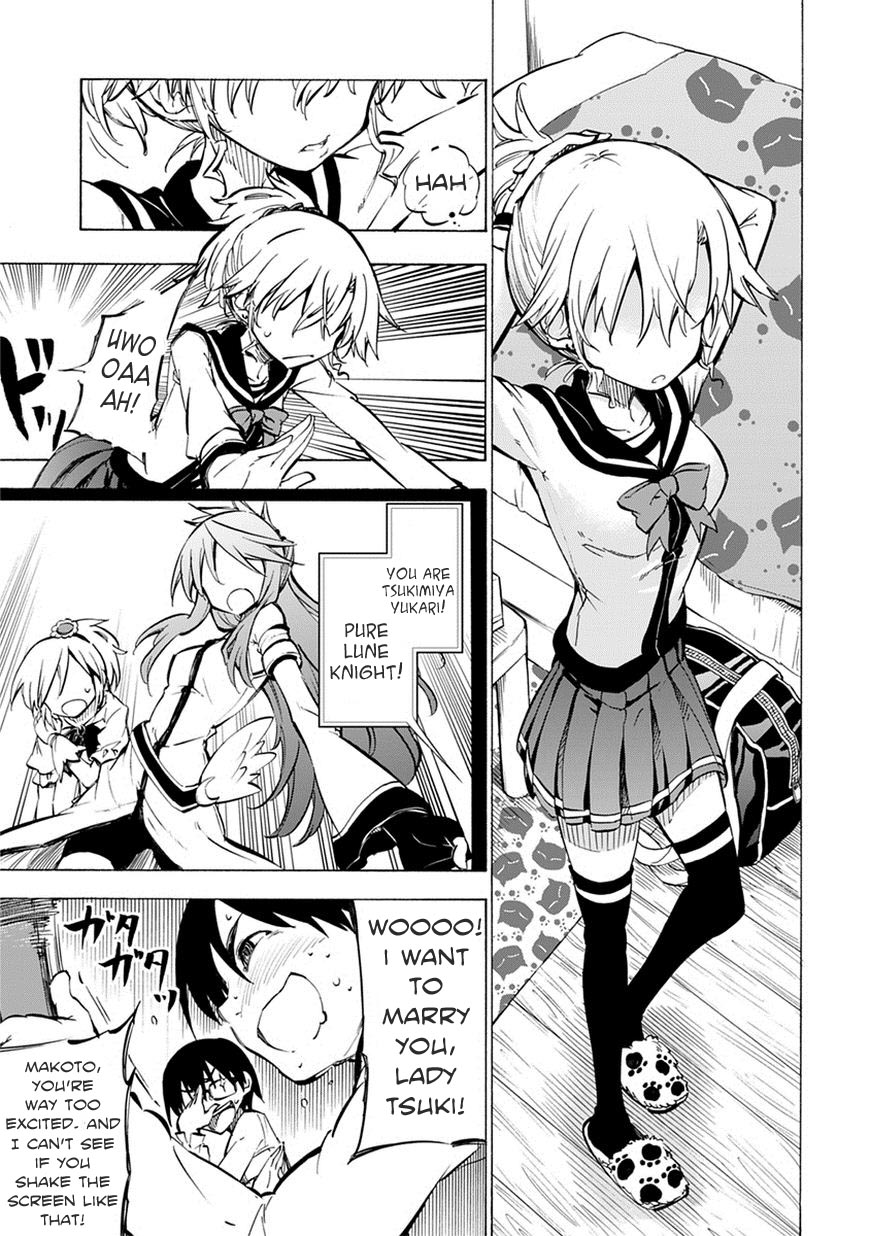 HAH
UWO
OAA
AH!
ドドッ
YOU ARE
TSUKIMIYA
YUKARI!
PURE
LUNE
KNIGHT!
WOOOO!
I WANT
TO
MARRY
YOU,
LADY
TSUKI!
ガタ
ガタッ
MAKOTO,
YOU'RE
WAY TOO
EXCITED. AND
I CAN'T SEE
IF YOU
SHAKE THE
SCREEN LIKE
THAT!